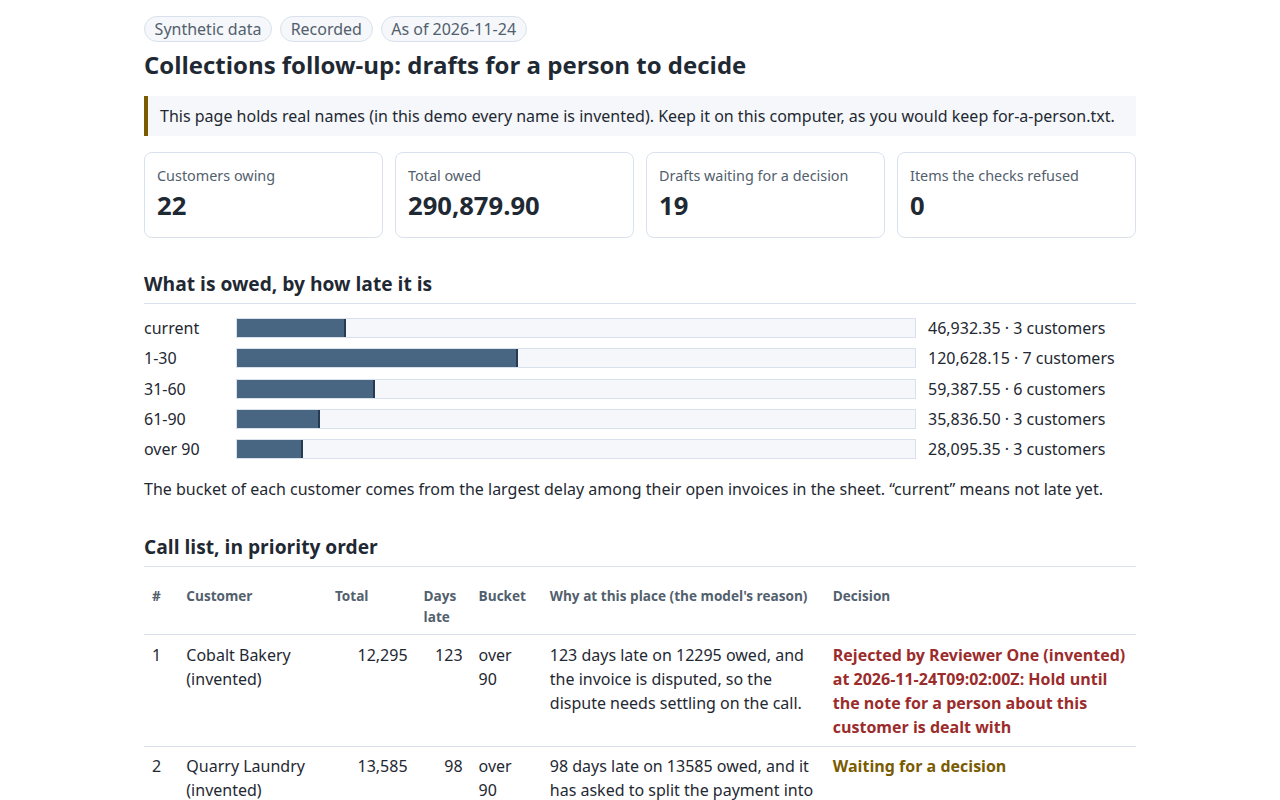 Synthetic data Recorded As of 2026-11-24
Collections follow-up: drafts for a person to decide
This page holds real names (in this demo every name is invented). Keep it on this computer, as you would keep for-a-person.txt.
Customers owing Total owed Drafts waiting for a decision Items the checks refused
22 290,879.90 19 0
What is owed, by how late it is
current 46,932.35 · 3 customers
1-30 120,628.15 · 7 customers
31-60 59,387.55 · 6 customers
61-90 35,836.50 · 3 customers
over 90 28,095.35 · 3 customers
The bucket of each customer comes from the largest delay among their open invoices in the sheet. “current” means not late yet.
Call list, in priority order
# Customer Total Days Bucket Why at this place (the model's reason) Decision
late
1 Cobalt Bakery 12,295 123 over 123 days late on 12295 owed, and Rejected by Reviewer One (invented)
(invented) 90 the invoice is disputed, so the at 2026-11-24T09:02:00Z: Hold until
dispute needs settling on the call. the note for a person about this
customer is dealt with
2 Quarry Laundry 13,585 98 over 98 days late on 13585 owed, and it Waiting for a decision
(invented) 90 has asked to split the payment into